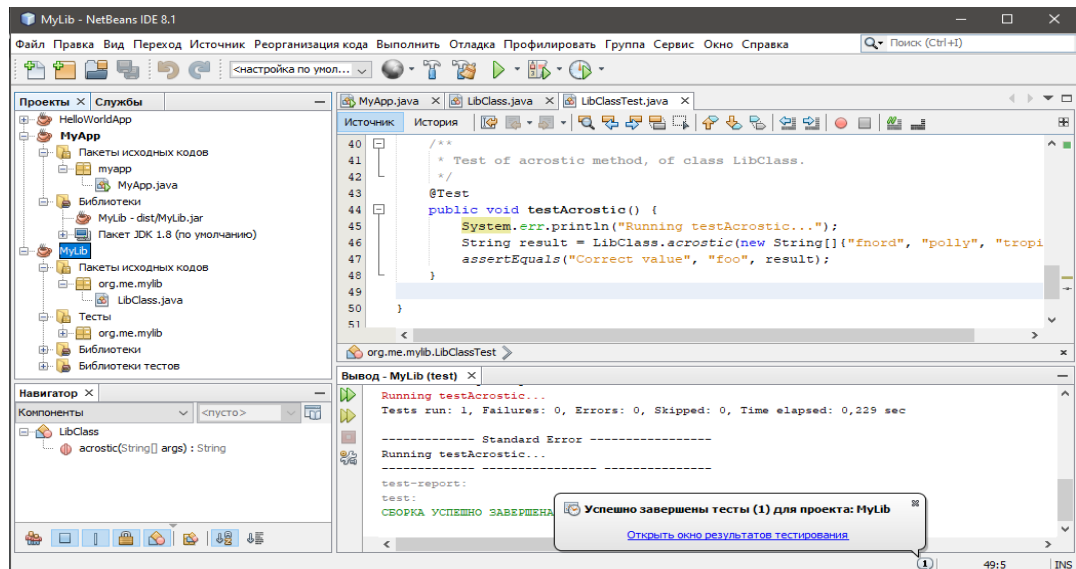 MyLib - NetBeans IDE 8.1
Файл Правка Вид Переход Источник Реорганизация кода Выполнить Отладка Профилировать Группа Сервис Окно Справка
Поиск (Ctrl+I)
<настройка по умол...
Проекты Службы
HelloWorldApp
MyApp
Пакеты исходных кодов
myapp
MyApp.java
Библиотеки
MyLib - dist/MyLib.jar
Пакет JDK 1.8 (по умолчанию)
MyLib
Пакеты исходных кодов
org.me.mylib
LibClass.java
Тесты
org.me.mylib
Библиотеки
Библиотеки тестов
Навигатор
Компоненты <пусто>
LibClass
acrostic(String[] args) : String
MyApp.java LibClass.java LibClassTest.java
Источник История
40 /**
41 * Test of acrostic method, of class LibClass.
42 */
43 @Test
44 public void testAcrostic() {
45 System.err.println("Running testAcrostic...");
46 String result = LibClass.acrostic(new String[]{"fnord", "polly", "tropi
47 assertEquals("Correct value", "foo", result);
48 }
49
50 }
51
org.me.mylib.LibClassTest
Вывод - MyLib (test)
Running testAcrostic...
Tests run: 1, Failures: 0, Errors: 0, Skipped: 0, Time elapsed: 0,229 sec
------------- Standard Error -----------------
Running testAcrostic...
------------- ---------------- ---------------
test-report:
test:
СБОРКА УСПЕШНО ЗАВЕРШЕНА
Успешно завершены тесты (1) для проекта: MyLib
Открыть окно результатов тестирования
1 49:5 INS